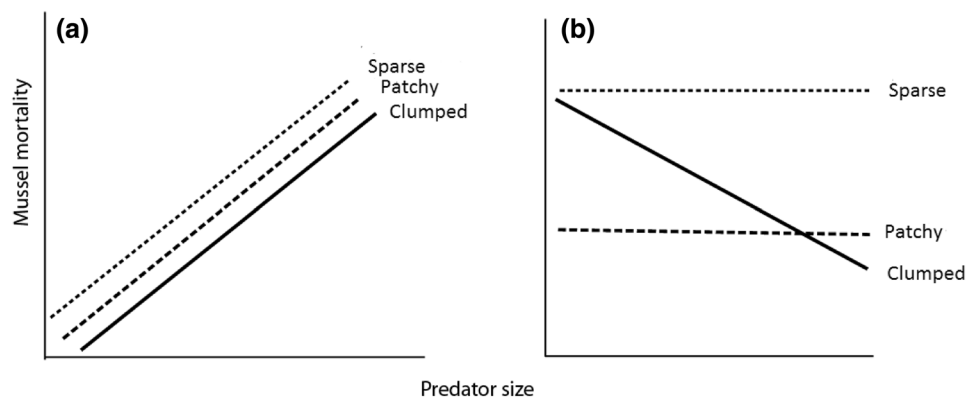 (a)
Sparse
Patchy
Clumped
Mussel mortality
(b)
Sparse
Patchy
Clumped
Predator size